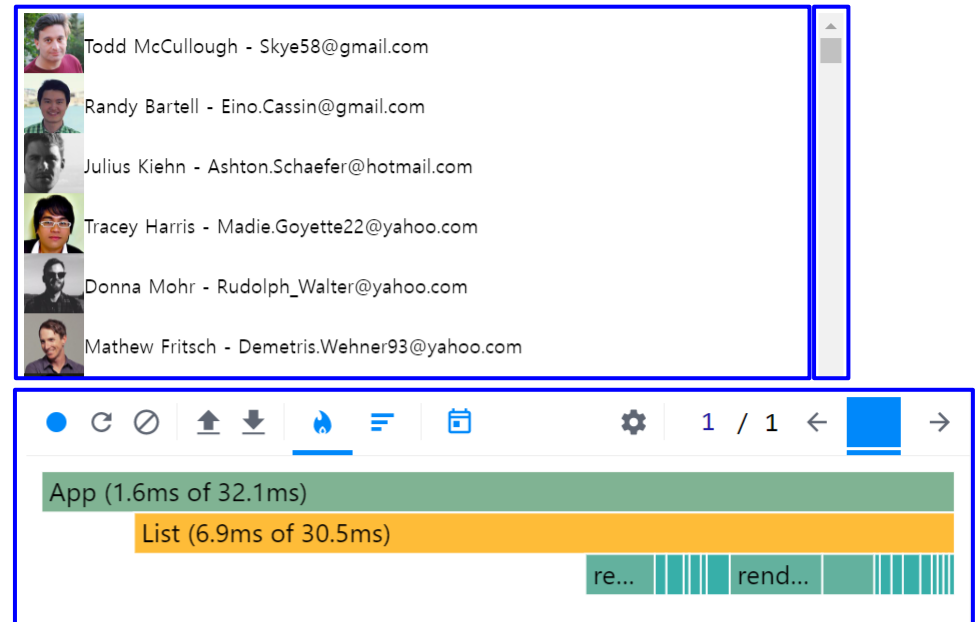 Todd McCullough - Skye58@gmail.com
Randy Bartell - Eino.Cassin@gmail.com
Julius Kiehn - Ashton.Schaefer@hotmail.com
Tracey Harris - Madie.Goyette22@yahoo.com
Donna Mohr - Rudolph_Walter@yahoo.com
Mathew Fritsch - Demetris.Wehner93@yahoo.com
1 / 1
App (1.6ms of 32.1ms)
List (6.9ms of 30.5ms)
re... rend...